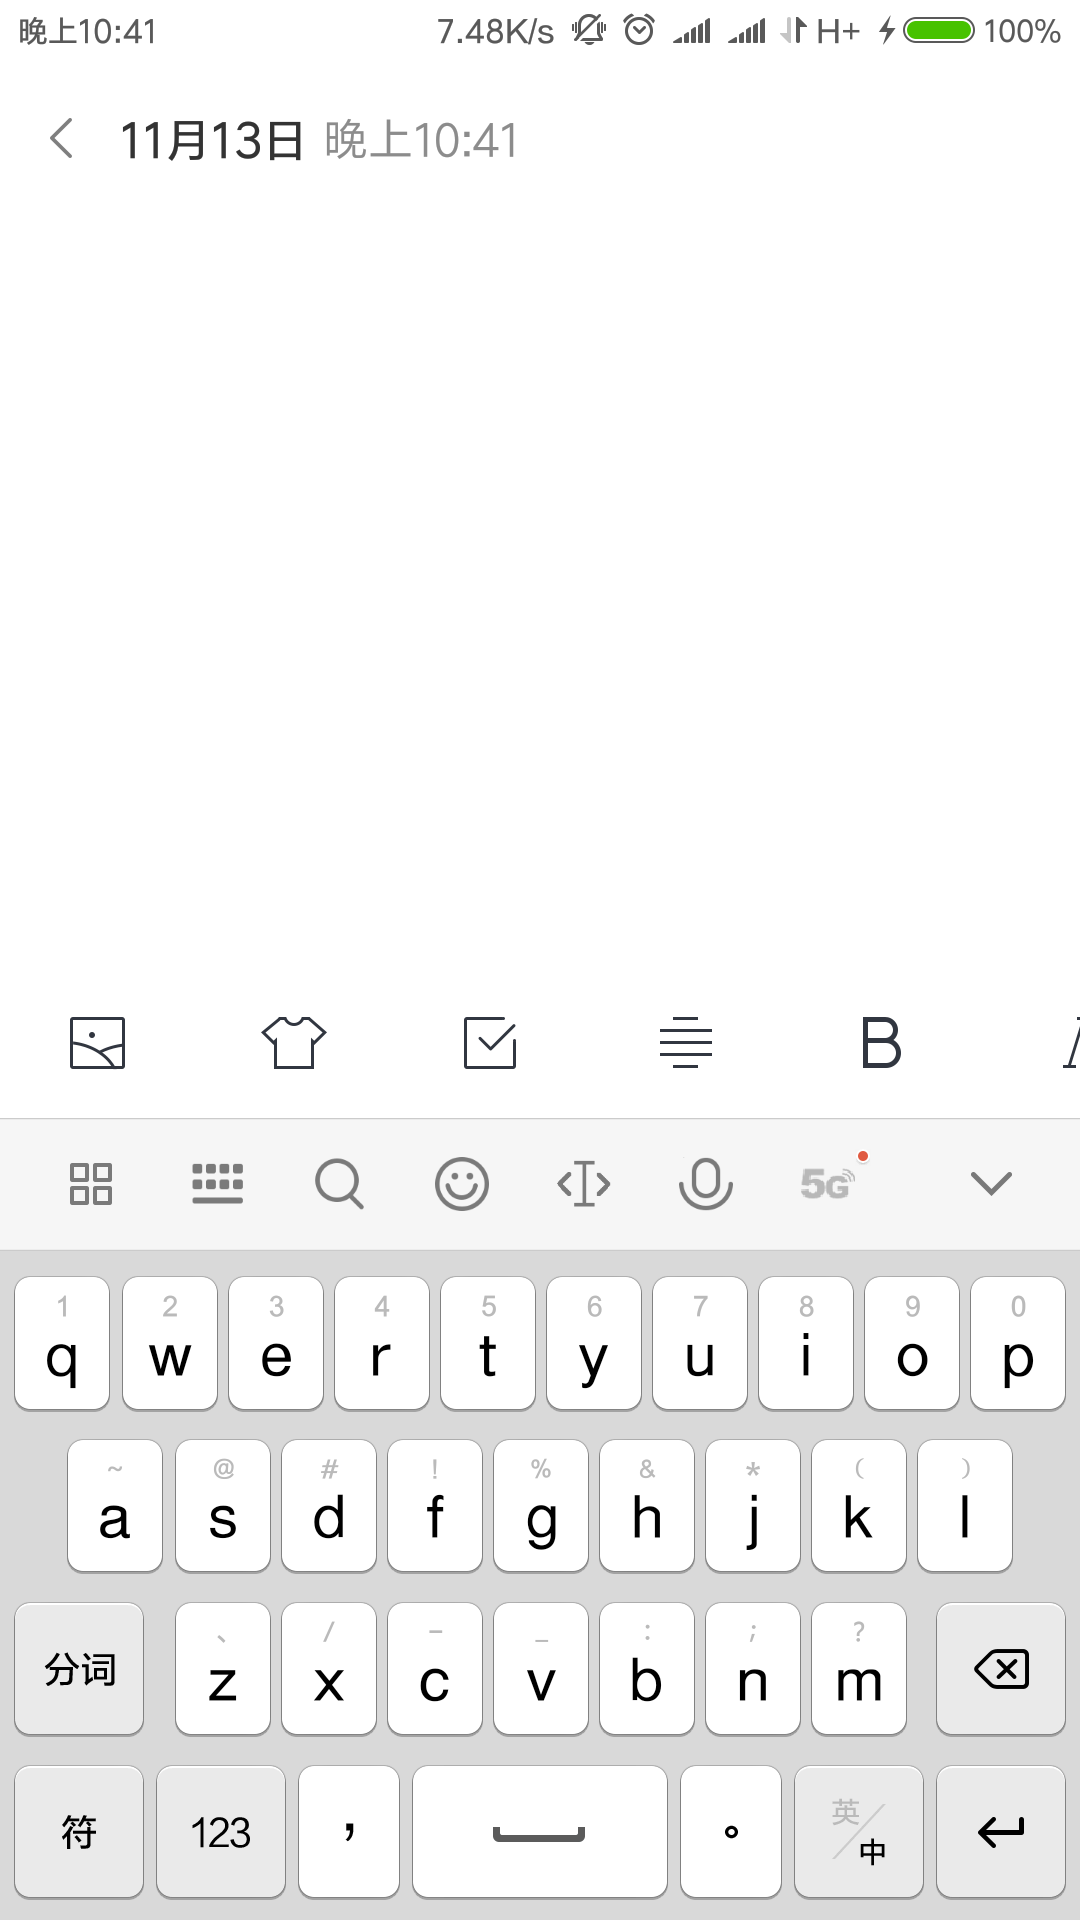 晚上10:41 7.48K/s H+ 100%
11月13日 晚上10:41
B
5G
1 2 3 4 5 6 7 8 9 0
q w e r t y u i o p
~ @ # ! % & * ( )
a s d f g h j k l
、 / – _ : ; ?
分词 z x c v b n m
符 123 , 。 英/中